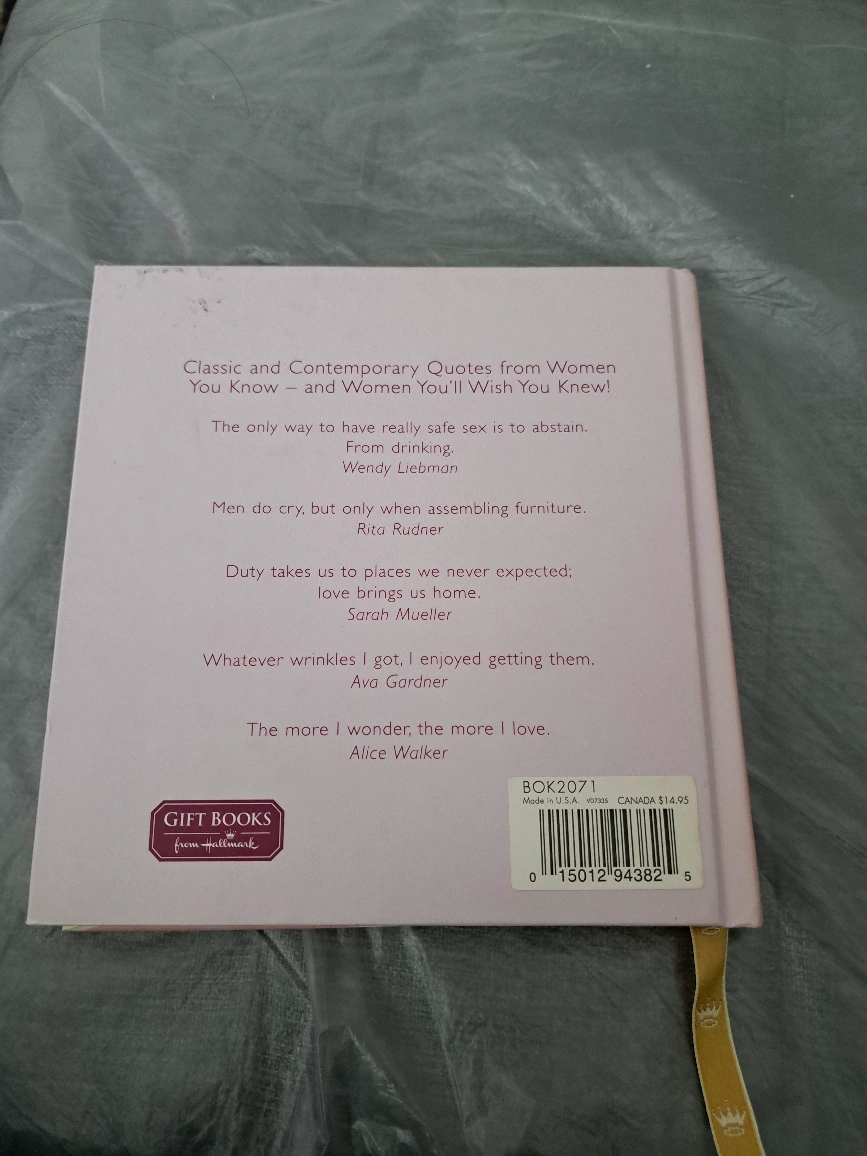 Classic and Contemporary Quotes from Women
You Know – and Women You'll Wish You Knew!
The only way to have really safe sex is to abstain.
From drinking.
Wendy Liebman
Men do cry, but only when assembling furniture.
Rita Rudner
Duty takes us to places we never expected;
love brings us home.
Sarah Mueller
Whatever wrinkles I got, I enjoyed getting them.
Ava Gardner
The more I wonder, the more I love.
Alice Walker
GIFT BOOKS
from Hallmark
BOK2071
Made in U.S.A. VD7335 CANADA $14.95
0 15012 94382 5